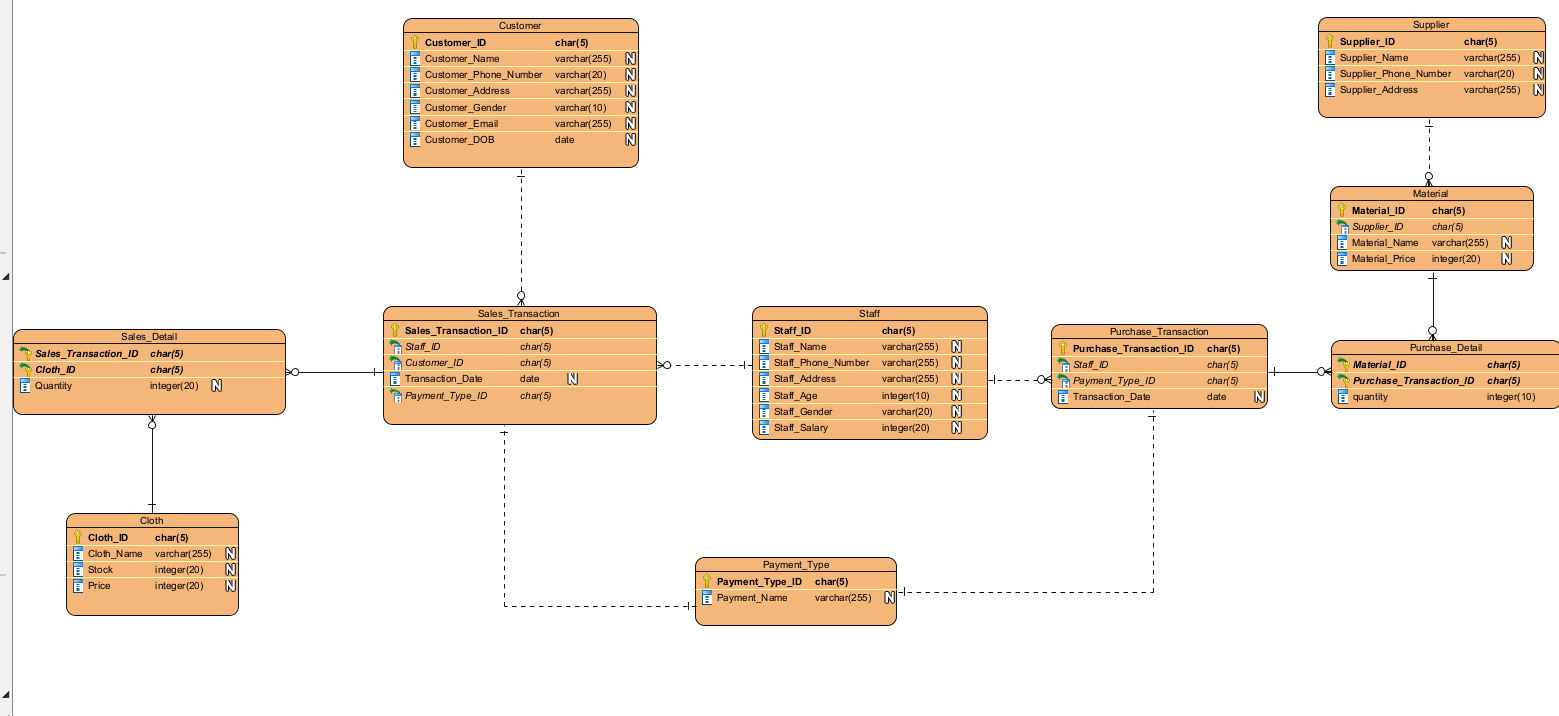 Customer
Customer_ID char(5)
Customer_Name varchar(255) N
Customer_Phone_Number varchar(20) N
Customer_Address varchar(255) N
Customer_Gender varchar(10) N
Customer_Email varchar(255) N
Customer_DOB date N
Supplier
Supplier_ID char(5)
Supplier_Name varchar(255) N
Supplier_Phone_Number varchar(20) N
Supplier_Address varchar(255) N
Material
Material_ID char(5)
Supplier_ID char(5)
Material_Name varchar(255) N
Material_Price integer(20) N
Sales_Detail
Sales_Transaction_ID char(5)
Cloth_ID char(5)
Quantity integer(20) N
Sales_Transaction
Sales_Transaction_ID char(5)
Staff_ID char(5)
Customer_ID char(5)
Transaction_Date date N
Payment_Type_ID char(5)
Staff
Staff_ID char(5)
Staff_Name varchar(255) N
Staff_Phone_Number varchar(255) N
Staff_Address varchar(255) N
Staff_Age integer(10) N
Staff_Gender varchar(20) N
Staff_Salary integer(20) N
Purchase_Transaction
Purchase_Transaction_ID char(5)
Staff_ID char(5)
Payment_Type_ID char(5)
Transaction_Date date N
Purchase_Detail
Material_ID char(5)
Purchase_Transaction_ID char(5)
quantity integer(10)
Cloth
Cloth_ID char(5)
Cloth_Name varchar(255) N
Stock integer(20) N
Price integer(20) N
Payment_Type
Payment_Type_ID char(5)
Payment_Name varchar(255) N